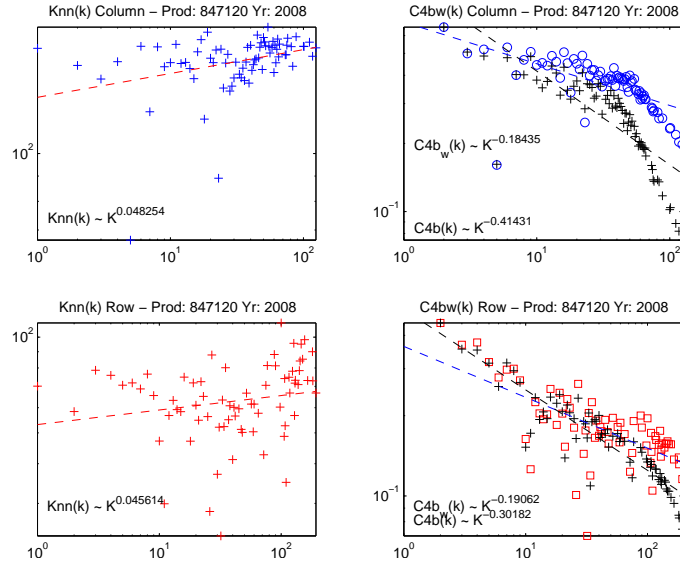 Knn(k) Column − Prod: 847120 Yr: 2008
10^2
Knn(k) ~ K^0.048254
10^0 10^1 10^2
C4bw(k) Column − Prod: 847120 Yr: 2008
C4b_w(k) ~ K^−0.18435
10^−1
C4b(k) ~ K^−0.41431
10^0 10^1 10^2
Knn(k) Row − Prod: 847120 Yr: 2008
10^2
Knn(k) ~ K^0.045614
10^0 10^1 10^2
C4bw(k) Row − Prod: 847120 Yr: 2008
10^−1
C4b_w(k) ~ K^−0.19062
C4b(k) ~ K^−0.30182
10^0 10^1 10^2